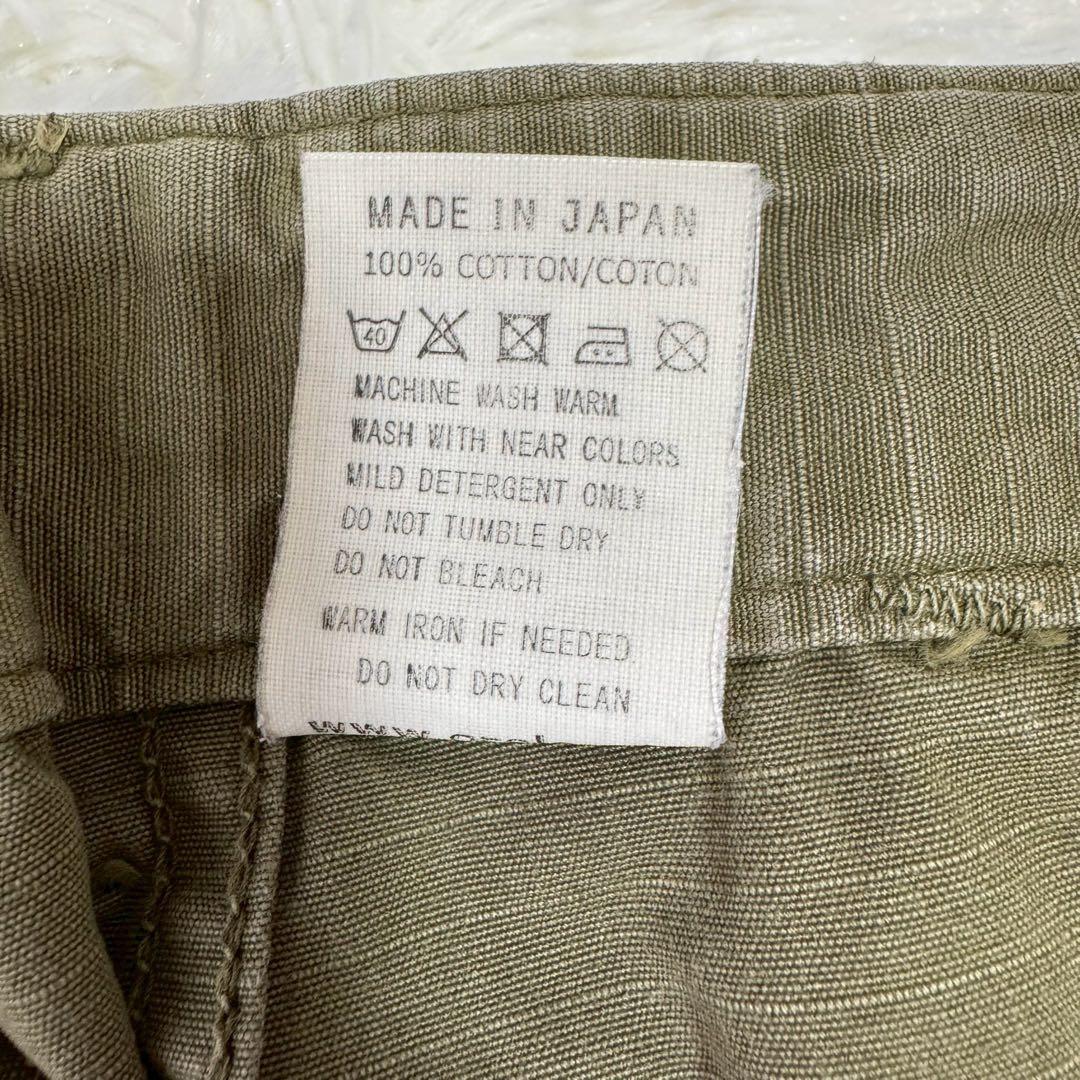 MADE IN JAPAN
100% COTTON/COTON
40
MACHINE WASH WARM
WASH WITH NEAR COLORS
MILD DETERGENT ONLY
DO NOT TUMBLE DRY
DO NOT BLEACH
WARM IRON IF NEEDED
DO NOT DRY CLEAN